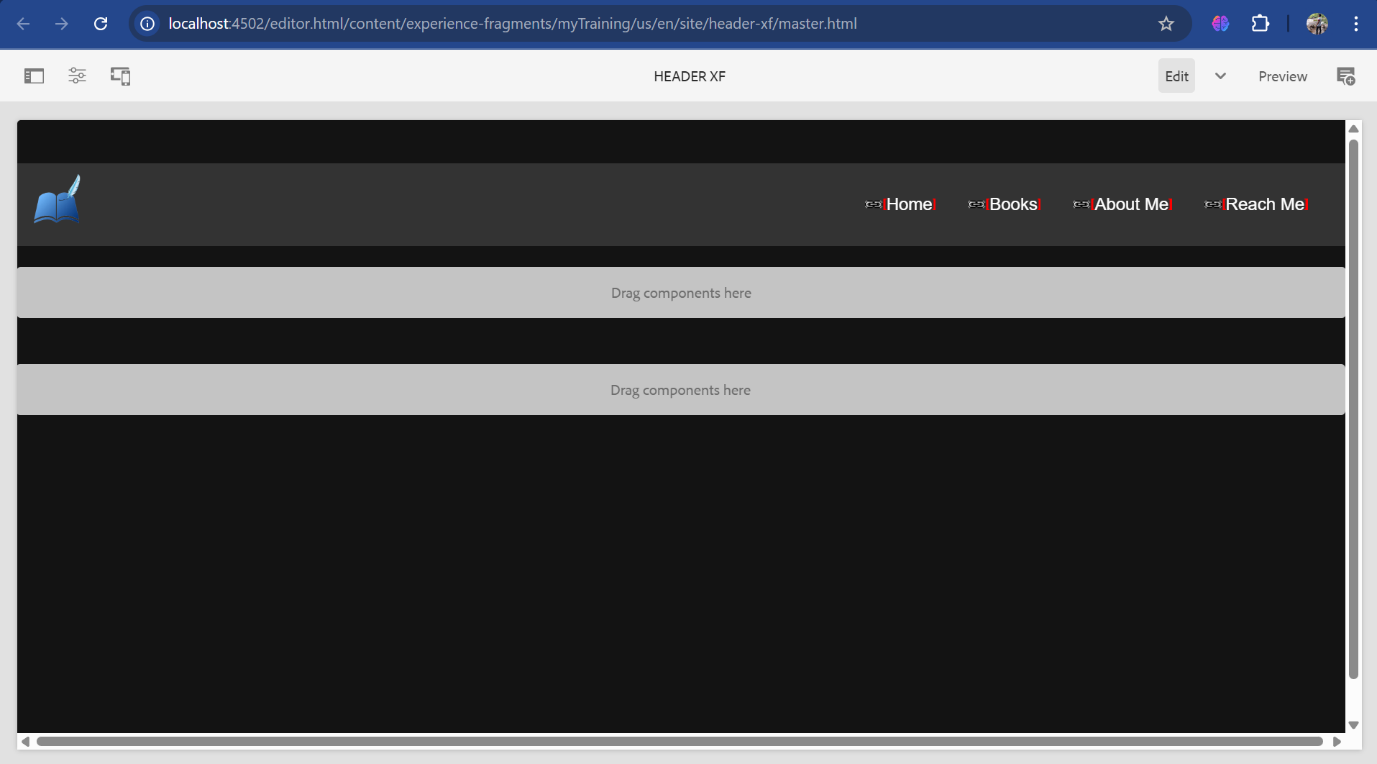 localhost:4502/editor.html/content/experience-fragments/myTraining/us/en/site/header-xf/master.html
HEADER XF
Edit
Preview
Home
Books
About Me
Reach Me
Drag components here
Drag components here